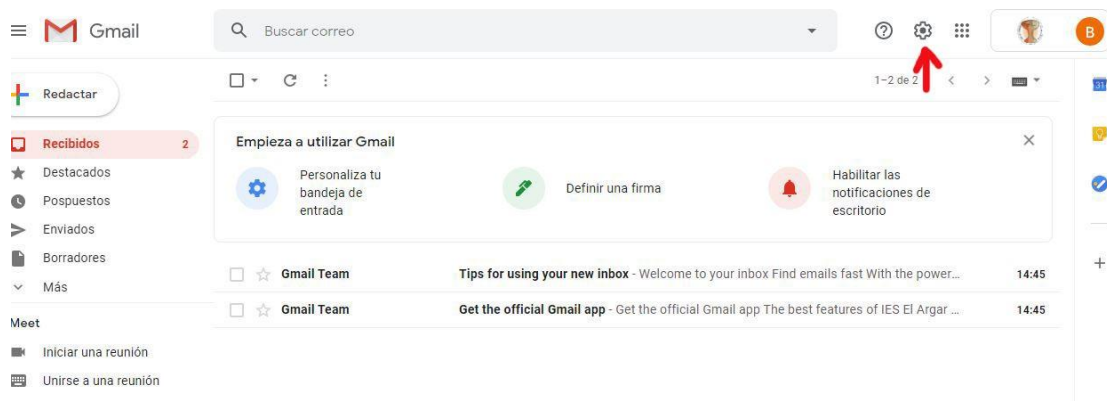 Gmail
Buscar correo
B
Redactar
1-2 de 2
31
Recibidos 2
Destacados
Pospuestos
Enviados
Borradores
Más
Meet
Iniciar una reunión
Unirse a una reunión
Empieza a utilizar Gmail
Personaliza tu
bandeja de
entrada
Definir una firma
Habilitar las
notificaciones de
escritorio
Gmail Team Tips for using your new inbox - Welcome to your inbox Find emails fast With the power... 14:45
Gmail Team Get the official Gmail app - Get the official Gmail app The best features of IES El Argar ... 14:45